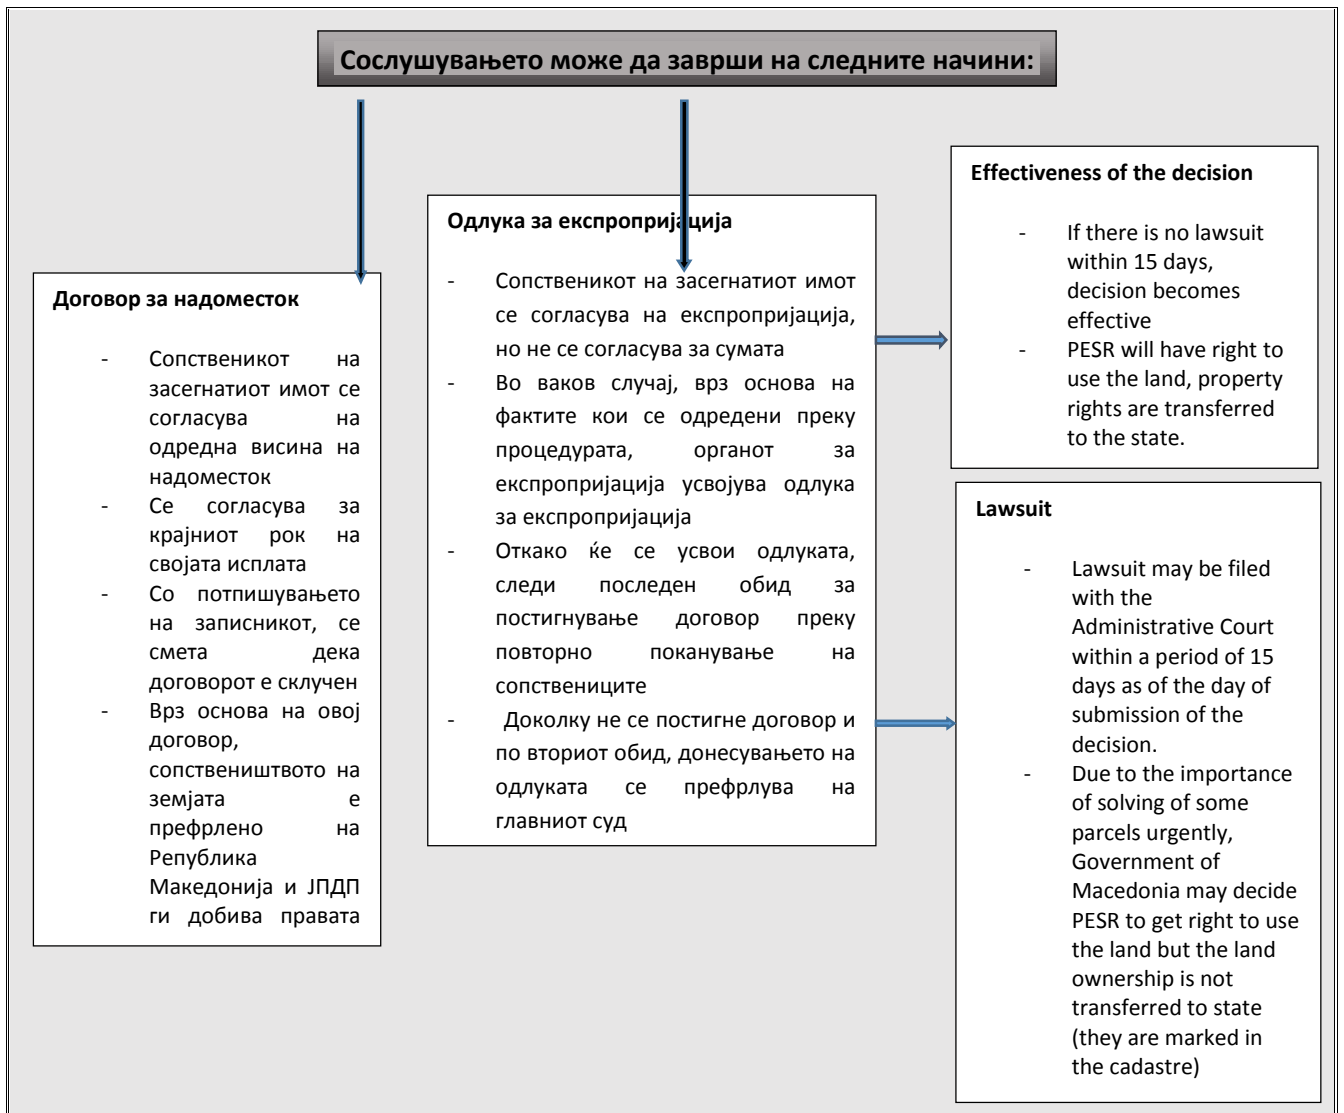 Сослушувањето може да заврши на следните начини:
Договор за надоместок
- Сопственикот на
засегнатиот имот се
согласува на
одредна висина на
надоместок
- Се согласува за
крајниот рок на
својата исплата
- Со потпишувањето
на записникот, се
смета дека
договорот е склучен
- Врз основа на овој
договор,
сопствеништвото на
земјата е
префрлено на
Република
Македонија и ЈПДП
ги добива правата
Одлука за експропријација
- Сопственикот на засегнатиот имот
се согласува на експропријација,
но не се согласува за сумата
- Во ваков случај, врз основа на
фактите кои се одредени преку
процедурата, органот за
експропријација усвојува одлука
за експропријација
- Откако ќе се усвои одлуката,
следи последен обид за
постигнување договор преку
повторно поканување на
сопствениците
- Доколку не се постигне договор и
по вториот обид, донесувањето на
одлуката се префрлува на
главниот суд
Effectiveness of the decision
- If there is no lawsuit
within 15 days,
decision becomes
effective
- PESR will have right to
use the land, property
rights are transferred
to the state.
Lawsuit
- Lawsuit may be filed
with the
Administrative Court
within a period of 15
days as of the day of
submission of the
decision.
- Due to the importance
of solving of some
parcels urgently,
Government of
Macedonia may decide
PESR to get right to use
the land but the land
ownership is not
transferred to state
(they are marked in
the cadastre)